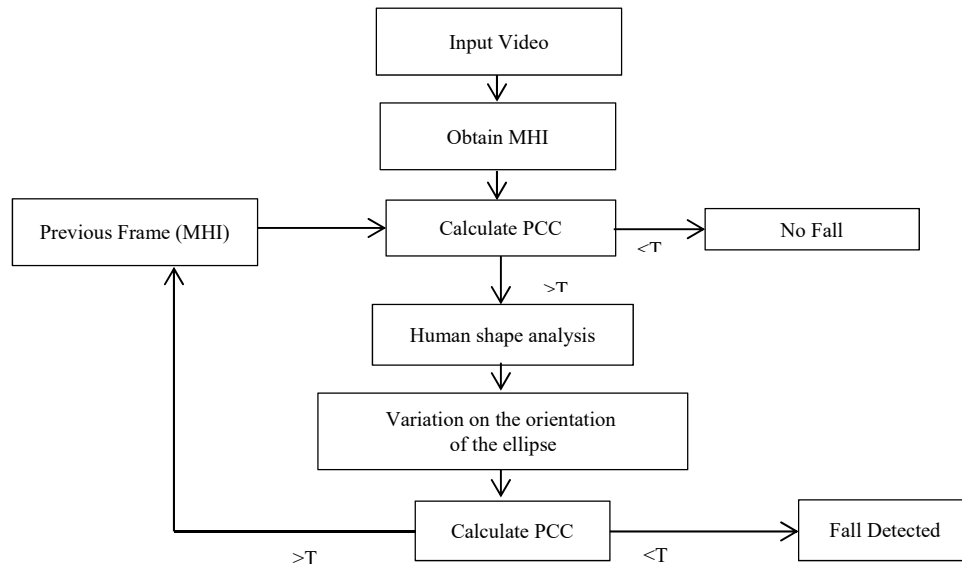 Input Video
Obtain MHI
Previous Frame (MHI)
Calculate PCC
No Fall
<T
>T
Human shape analysis
Variation on the orientation
of the ellipse
Calculate PCC
Fall Detected
>T
<T